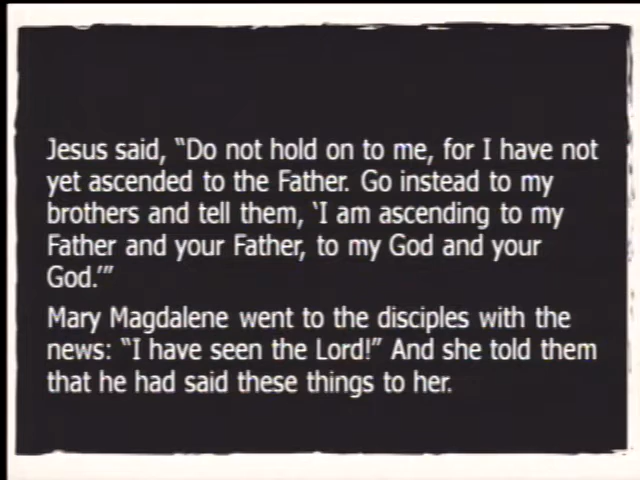 Jesus said, “Do not hold on to me, for I have not
yet ascended to the Father. Go instead to my
brothers and tell them, ‘I am ascending to my
Father and your Father, to my God and your
God.’”
Mary Magdalene went to the disciples with the
news: “I have seen the Lord!” And she told them
that he had said these things to her.